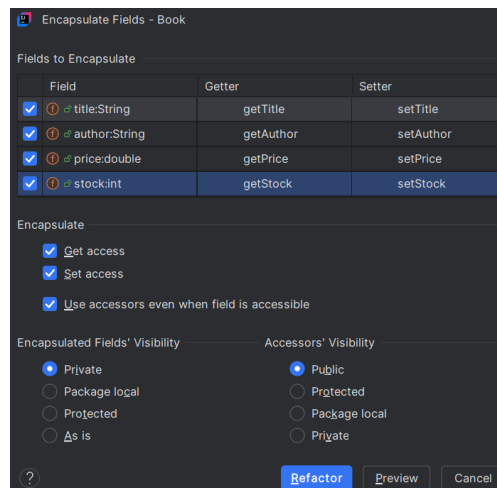 Encapsulate Fields - Book
Fields to Encapsulate
Field Getter Setter
title:String getTitle setTitle
author:String getAuthor setAuthor
price:double getPrice setPrice
stock:int getStock setStock
Encapsulate
Get access
Set access
Use accessors even when field is accessible
Encapsulated Fields' Visibility Accessors' Visibility
Private Public
Package local Protected
Protected Package local
As is Private
? Refactor Preview Cancel